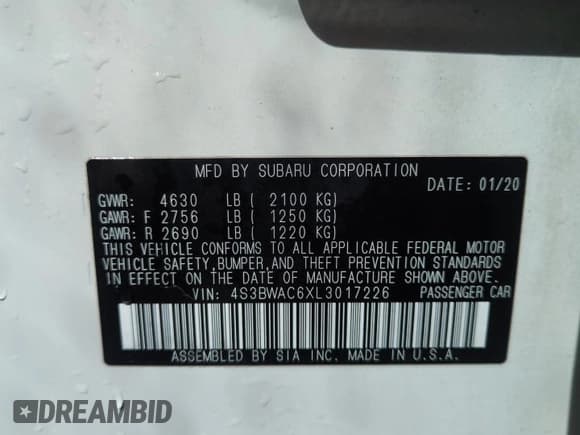 MFD BY SUBARU CORPORATION
DATE: 01/20
GVWR: 4630 LB ( 2100 KG)
GAWR: F 2756 LB ( 1250 KG)
GAWR: R 2690 LB ( 1220 KG)
THIS VEHICLE CONFORMS TO ALL APPLICABLE FEDERAL MOTOR
VEHICLE SAFETY,BUMPER,AND THEFT PREVENTION STANDARDS
IN EFFECT ON THE DATE OF MANUFACTURE SHOWN ABOVE.
VIN: 4S3BWAC6XL3017226 PASSENGER CAR
ASSEMBLED BY SIA INC. MADE IN U.S.A.
DREAMBID